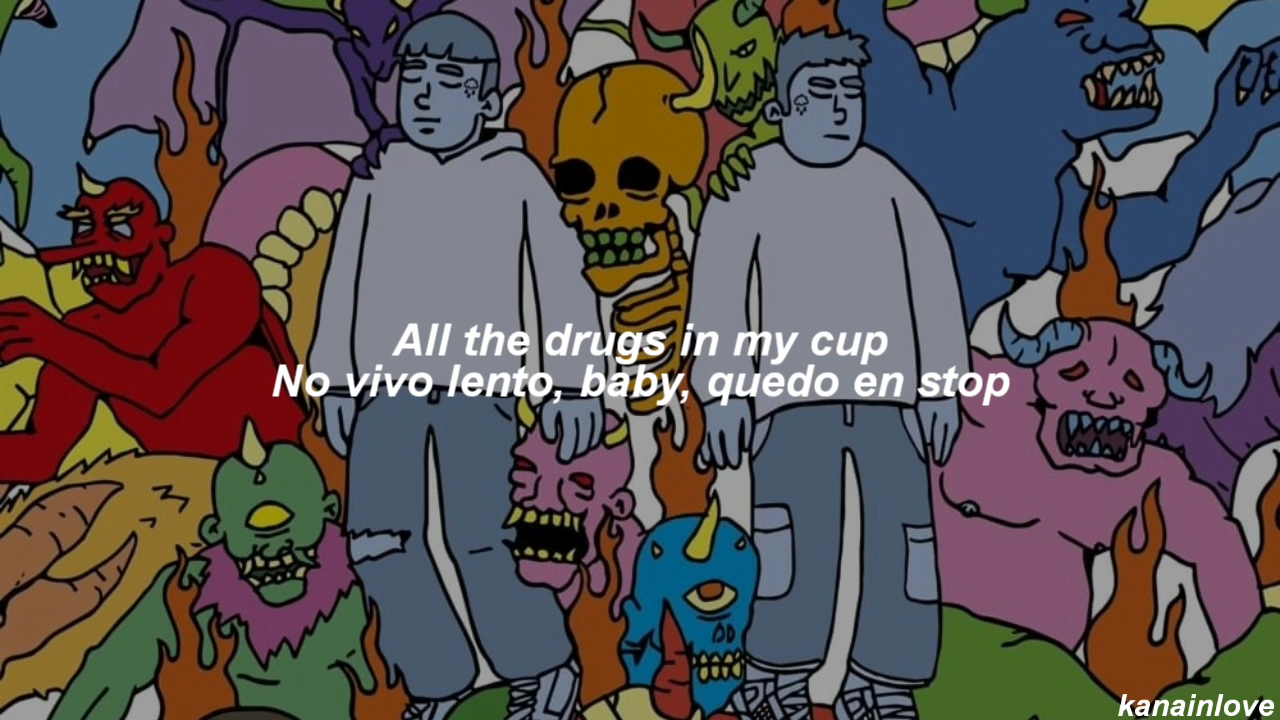 All the drugs in my cup
No vivo lento, baby, quedo en stop
kanainlove